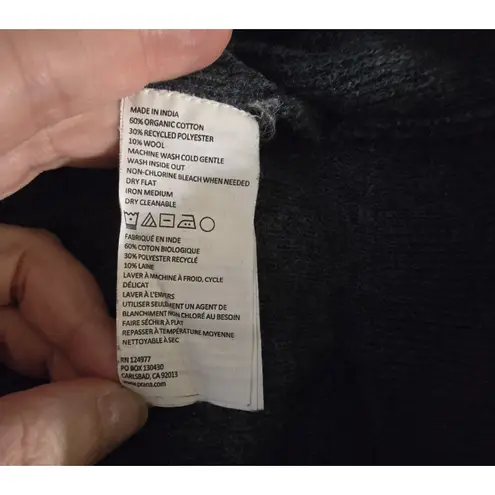 MADE IN INDIA
60% ORGANIC COTTON
30% RECYCLED POLYESTER
10% WOOL
MACHINE WASH COLD GENTLE
WASH INSIDE OUT
NON-CHLORINE BLEACH WHEN NEEDED
DRY FLAT
IRON MEDIUM
DRY CLEANABLE
FABRIQUÉ EN INDE
60% COTON BIOLOGIQUE
30% POLYESTER RECYCLÉ
10% LAINE
LAVER À MACHINE À FROID, CYCLE
DÉLICAT
LAVER À L'ENVERS
UTILISER SEULEMENT UN AGENT DE
BLANCHIMENT NON CHLORÉ AU BESOIN
FAIRE SÉCHER À PLAT
REPASSER À TEMPÉRATURE MOYENNE
NETTOYABLE À SEC
RN 124977
PO BOX 130430
CARLSBAD, CA 92013
www.prana.com